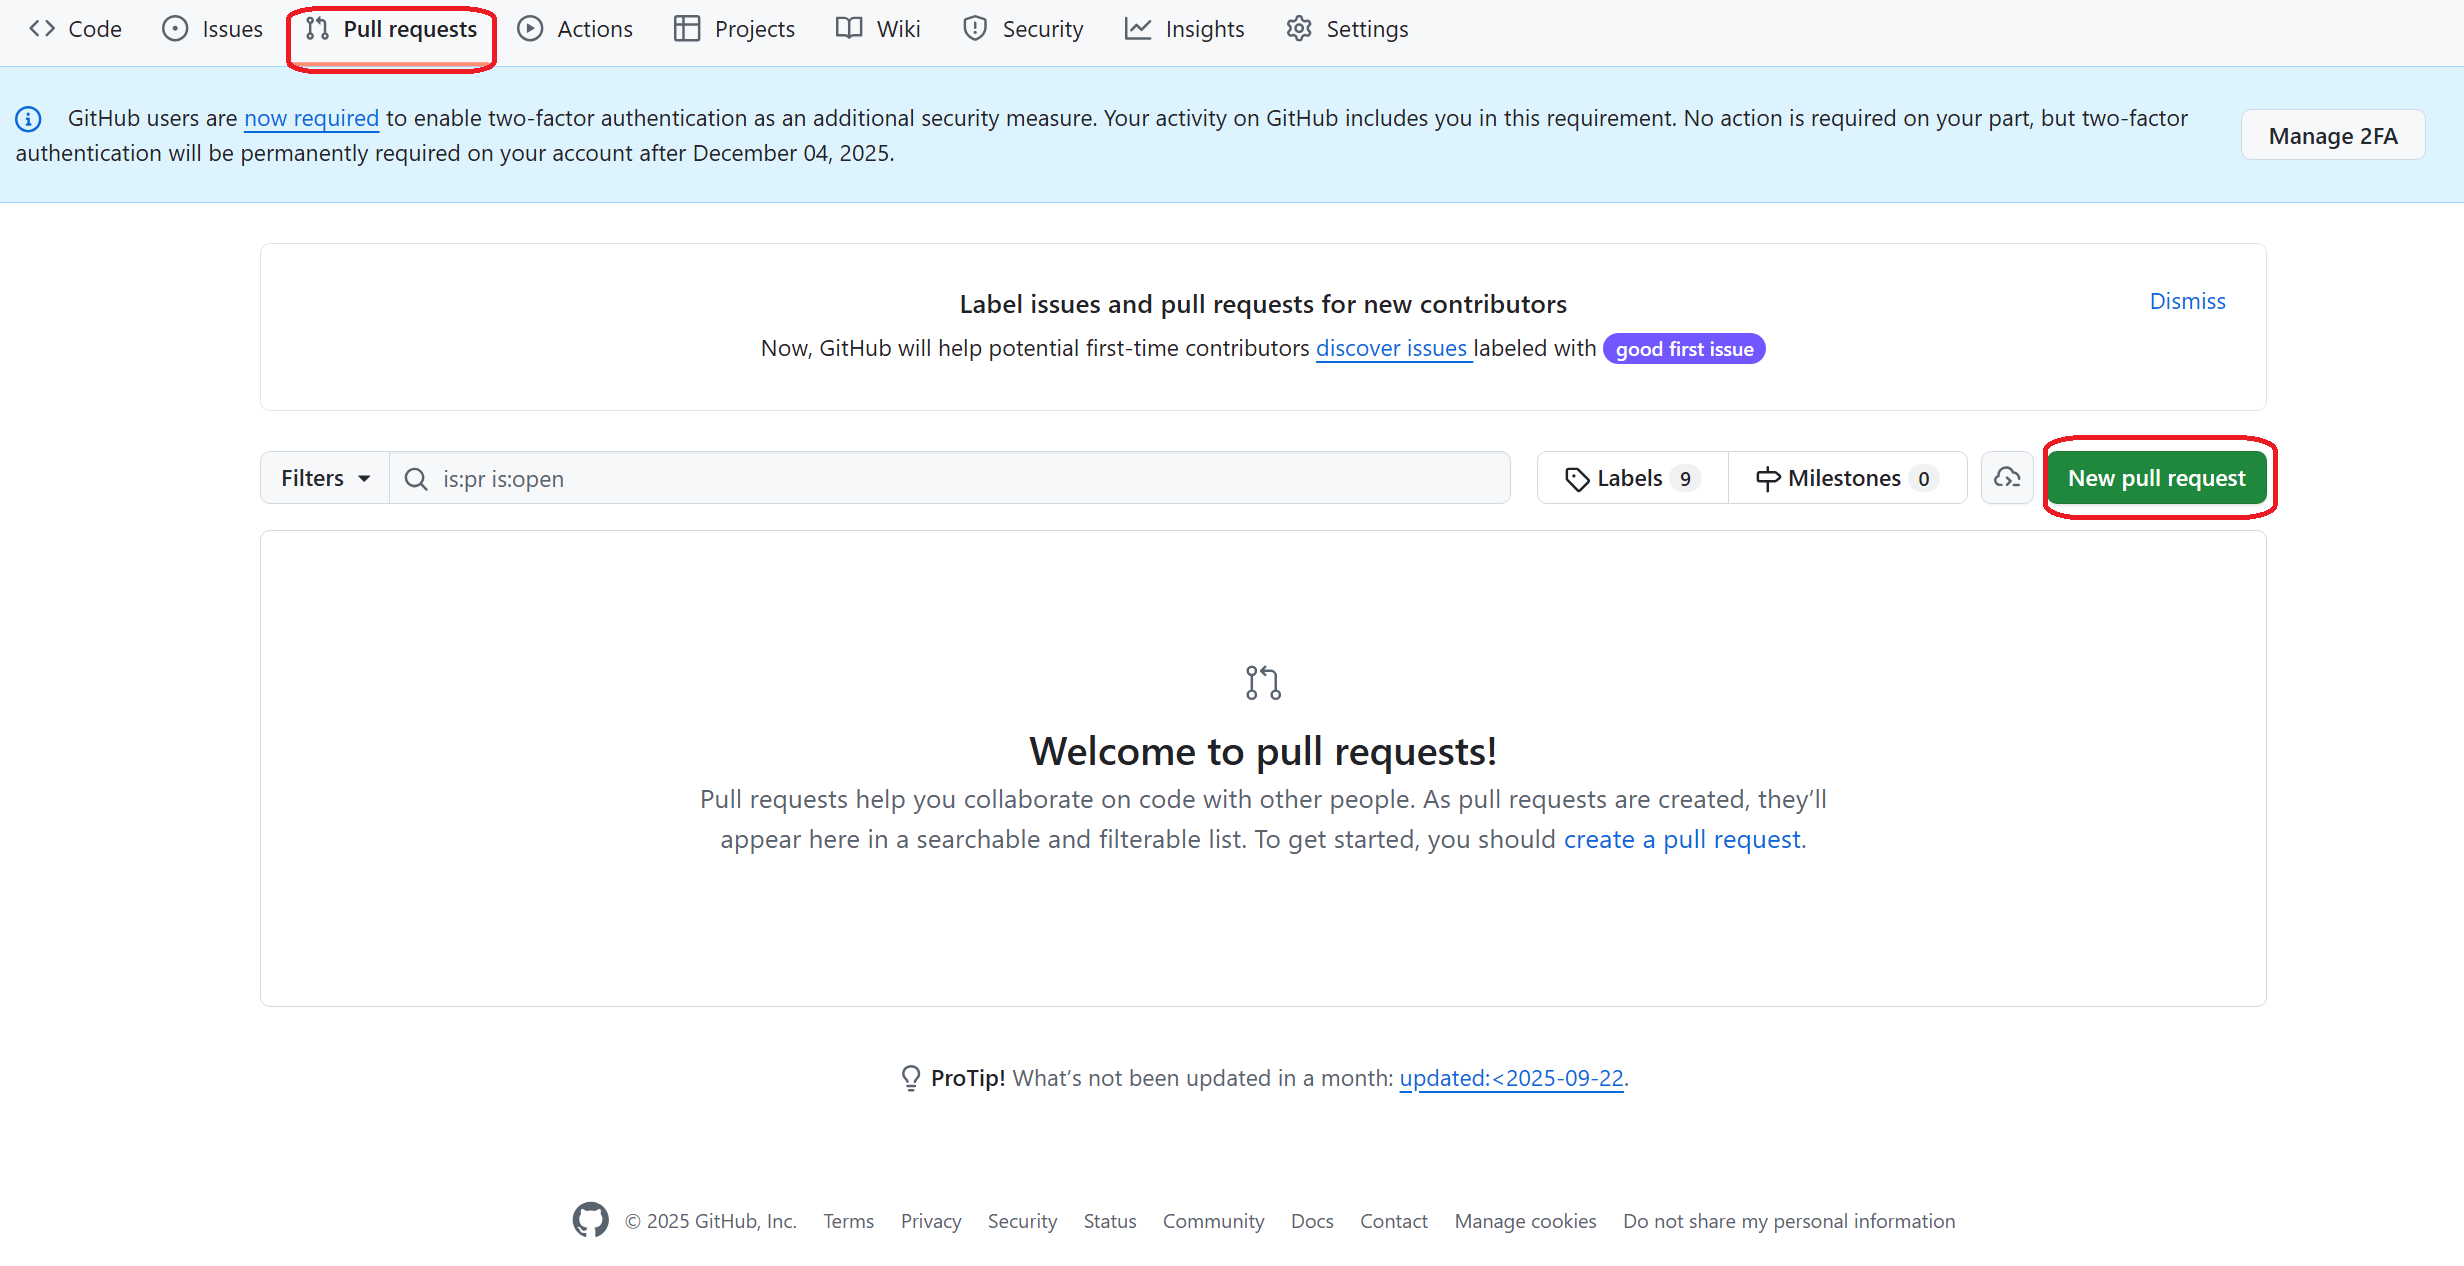 Code Issues Pull requests Actions Projects Wiki Security Insights Settings
GitHub users are now required to enable two-factor authentication as an additional security measure. Your activity on GitHub includes you in this requirement. No action is required on your part, but two-factor
authentication will be permanently required on your account after December 04, 2025.
Manage 2FA
Label issues and pull requests for new contributors
Dismiss
Now, GitHub will help potential first-time contributors discover issues labeled with good first issue
Filters is:pr is:open Labels 9 Milestones 0 New pull request
Welcome to pull requests!
Pull requests help you collaborate on code with other people. As pull requests are created, they’ll
appear here in a searchable and filterable list. To get started, you should create a pull request.
ProTip! What’s not been updated in a month: updated:<2025-09-22.
© 2025 GitHub, Inc. Terms Privacy Security Status Community Docs Contact Manage cookies Do not share my personal information